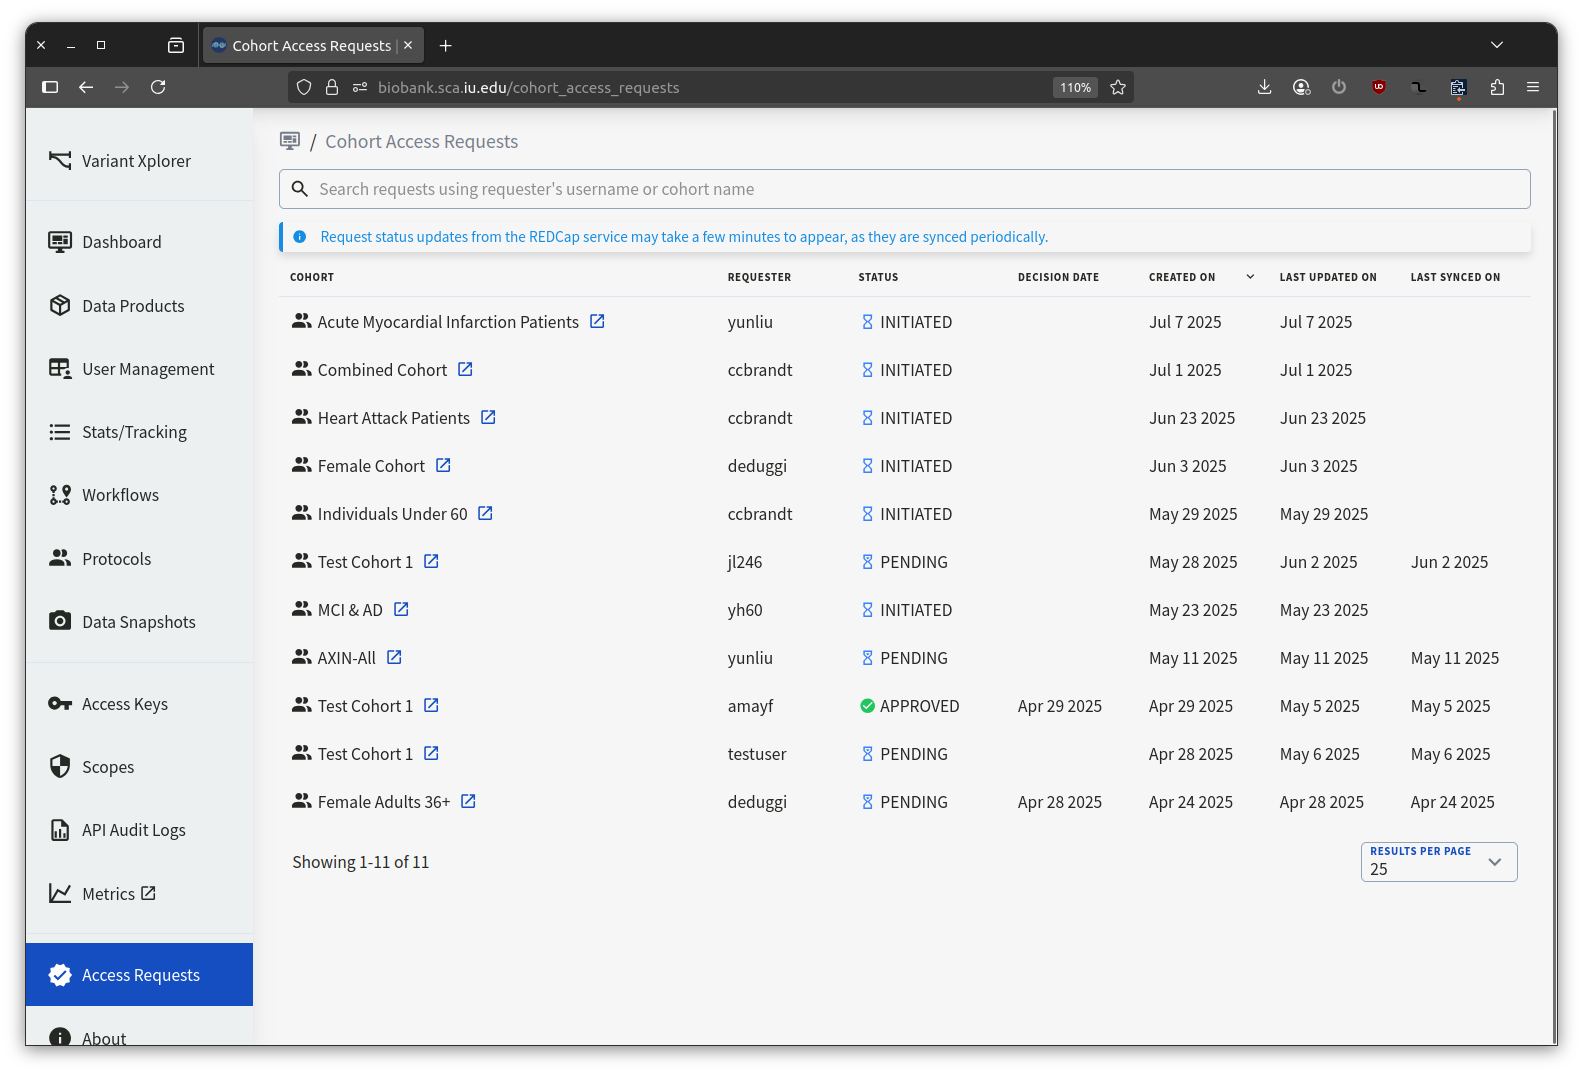 Cohort Access Requests |
biobank.sca.iu.edu/cohort_access_requests
110%
Variant Xplorer
Dashboard
Data Products
User Management
Stats/Tracking
Workflows
Protocols
Data Snapshots
Access Keys
Scopes
API Audit Logs
Metrics
Access Requests
About
/ Cohort Access Requests
Search requests using requester's username or cohort name
Request status updates from the REDCap service may take a few minutes to appear, as they are synced periodically.
COHORT REQUESTER STATUS DECISION DATE CREATED ON LAST UPDATED ON LAST SYNCED ON
Acute Myocardial Infarction Patients yunliu INITIATED Jul 7 2025 Jul 7 2025
Combined Cohort ccbrandt INITIATED Jul 1 2025 Jul 1 2025
Heart Attack Patients ccbrandt INITIATED Jun 23 2025 Jun 23 2025
Female Cohort deduggi INITIATED Jun 3 2025 Jun 3 2025
Individuals Under 60 ccbrandt INITIATED May 29 2025 May 29 2025
Test Cohort 1 jl246 PENDING May 28 2025 Jun 2 2025 Jun 2 2025
MCI & AD yh60 INITIATED May 23 2025 May 23 2025
AXIN-All yunliu PENDING May 11 2025 May 11 2025 May 11 2025
Test Cohort 1 amayf APPROVED Apr 29 2025 Apr 29 2025 May 5 2025 May 5 2025
Test Cohort 1 testuser PENDING Apr 28 2025 May 6 2025 May 6 2025
Female Adults 36+ deduggi PENDING Apr 28 2025 Apr 24 2025 Apr 28 2025 Apr 24 2025
Showing 1-11 of 11
RESULTS PER PAGE
25